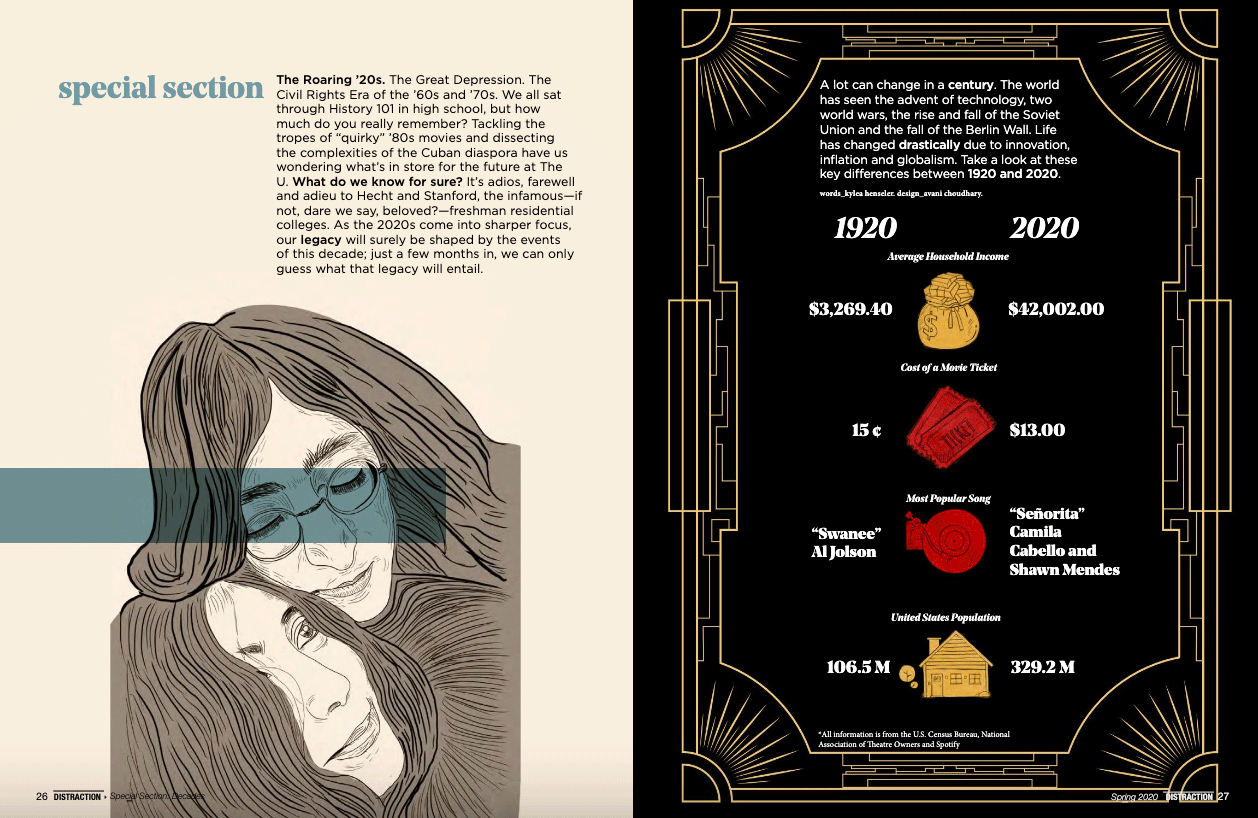 special section
The Roaring ’20s. The Great Depression. The
Civil Rights Era of the ’60s and ’70s. We all sat
through History 101 in high school, but how
much do you really remember? Tackling the
tropes of “quirky” ’80s movies and dissecting
the complexities of the Cuban diaspora have us
wondering what’s in store for the future at The
U. What do we know for sure? It’s adios, farewell
and adieu to Hecht and Stanford, the infamous—if
not, dare we say, beloved?—freshman residential
colleges. As the 2020s come into sharper focus,
our legacy will surely be shaped by the events
of this decade; just a few months in, we can only
guess what that legacy will entail.
26 DISTRACTION Special Section: Decades
A lot can change in a century. The world
has seen the advent of technology, two
world wars, the rise and fall of the Soviet
Union and the fall of the Berlin Wall. Life
has changed drastically due to innovation,
inflation and globalism. Take a look at these
key differences between 1920 and 2020.
words_kylea henseler. design_avani choudhary.
1920 2020
Average Household Income
$3,269.40 $ $42,002.00
Cost of a Movie Ticket
15 ¢ TICKET $13.00
Most Popular Song
“Swanee”
Al Jolson
“Señorita”
Camila
Cabello and
Shawn Mendes
United States Population
106.5 M 329.2 M
*All information is from the U.S. Census Bureau, National
Association of Theatre Owners and Spotify
Spring 2020 DISTRACTION 27